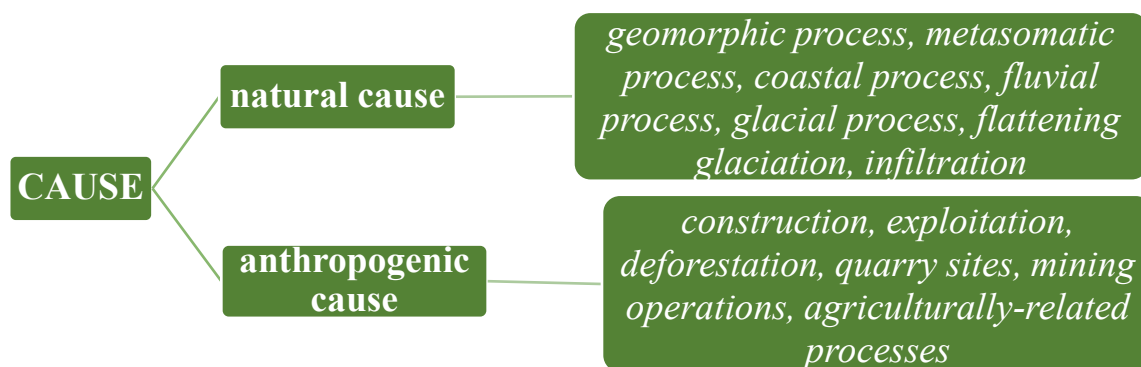 CAUSE
natural cause
geomorphic process, metasomatic
process, coastal process, fluvial
process, glacial process, flattening
glaciation, infiltration
anthropogenic
cause
construction, exploitation,
deforestation, quarry sites, mining
operations, agriculturally-related
processes